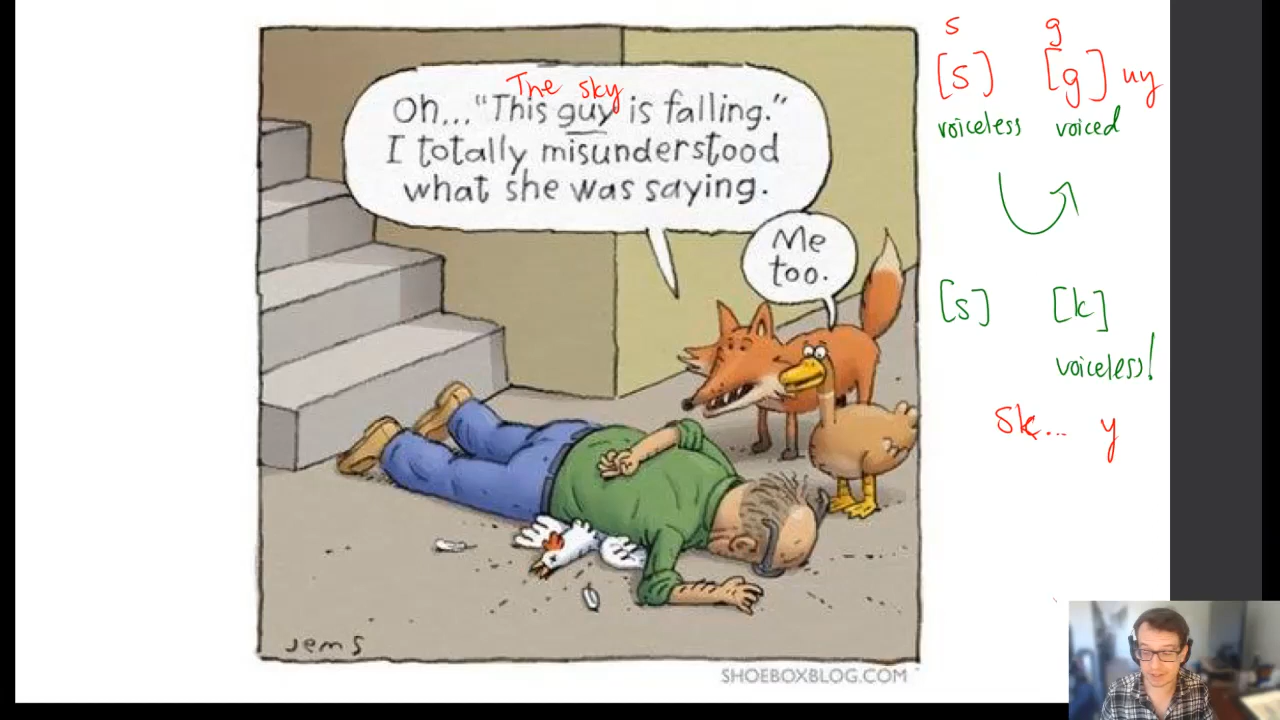 The sky
Oh... "This guy is falling."
I totally misunderstood
what she was saying.
Me
too.
jems
SHOEBOXBLOG.COM
s g
[s] [g] uy
voiceless voiced
[s] [k]
voiceless!
Sk... y